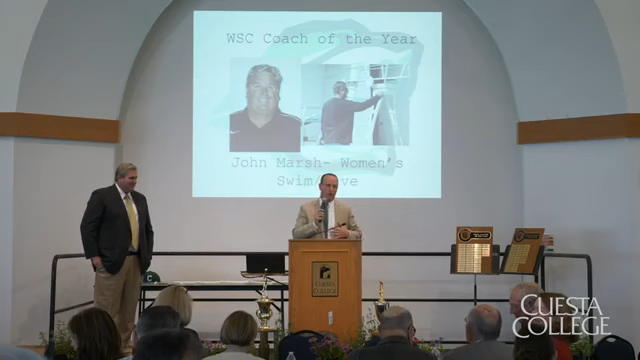 WSC Coach of the Year
John Marsh- Women's
Swim/Dive
CUESTA
COLLEGE
CUESTA
COLLEGE